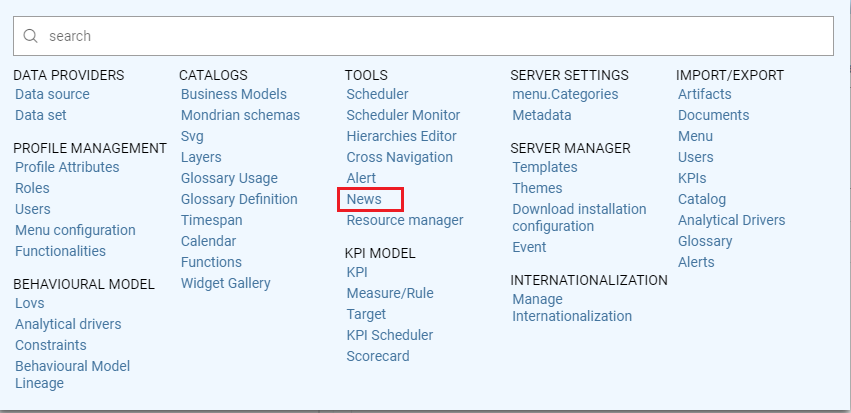 search
DATA PROVIDERS
Data source
Data set
PROFILE MANAGEMENT
Profile Attributes
Roles
Users
Menu configuration
Functionalities
BEHAVIOURAL MODEL
Lovs
Analytical drivers
Constraints
Behavioural Model
Lineage
CATALOGS
Business Models
Mondrian schemas
Svg
Layers
Glossary Usage
Glossary Definition
Timespan
Calendar
Functions
Widget Gallery
TOOLS
Scheduler
Scheduler Monitor
Hierarchies Editor
Cross Navigation
Alert
News
Resource manager
KPI MODEL
KPI
Measure/Rule
Target
KPI Scheduler
Scorecard
SERVER SETTINGS
menu.Categories
Metadata
SERVER MANAGER
Templates
Themes
Download installation
configuration
Event
INTERNATIONALIZATION
Manage
Internationalization
IMPORT/EXPORT
Artifacts
Documents
Menu
Users
KPIs
Catalog
Analytical Drivers
Glossary
Alerts